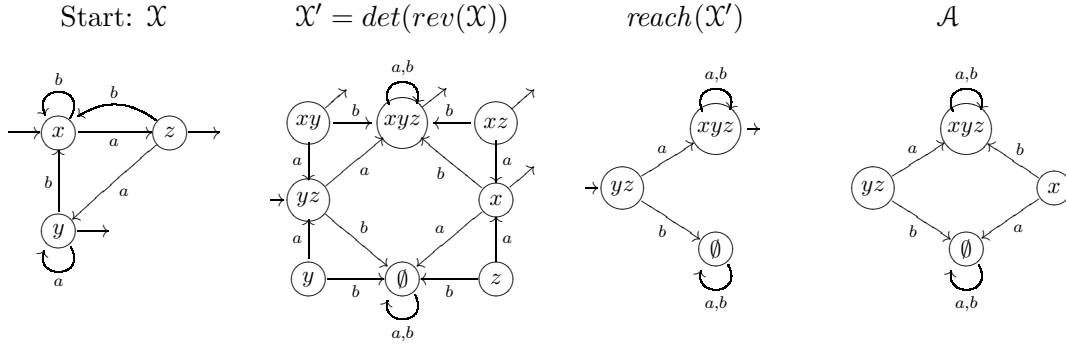 Start: 𝒳 𝒳′ = det(rev(𝒳)) reach(𝒳′) 𝒜
b b a,b a,b a,b
xy b xyz b xz
x a z xyz xyz
a a a b
b a a b a
yz x yz yz x
y b a b a
a a b a
a y b ∅ b z ∅ ∅
a,b a,b a,b